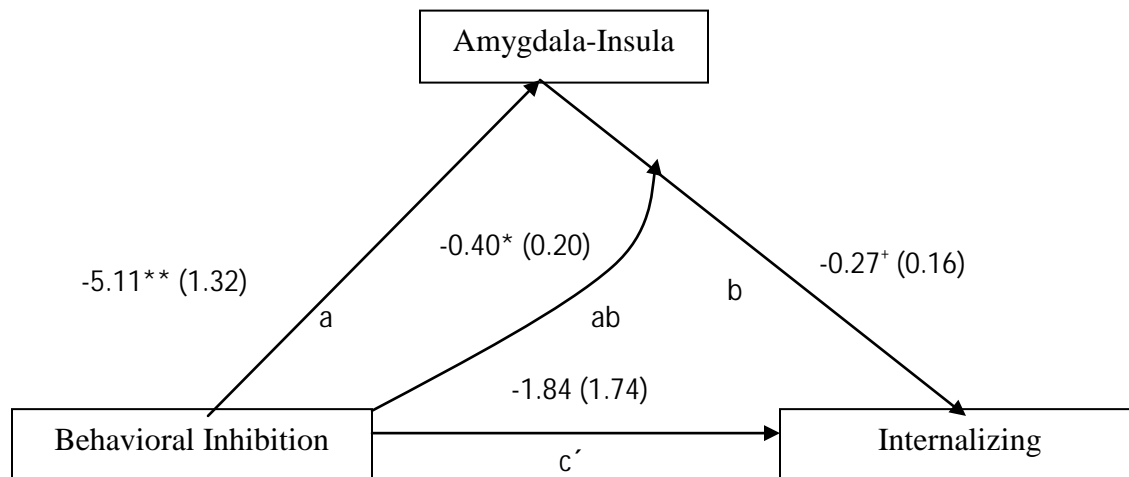 Amygdala-Insula
-0.40* (0.20)
-5.11** (1.32)
-0.27⁺ (0.16)
a
ab
b
-1.84 (1.74)
Behavioral Inhibition
Internalizing
c´